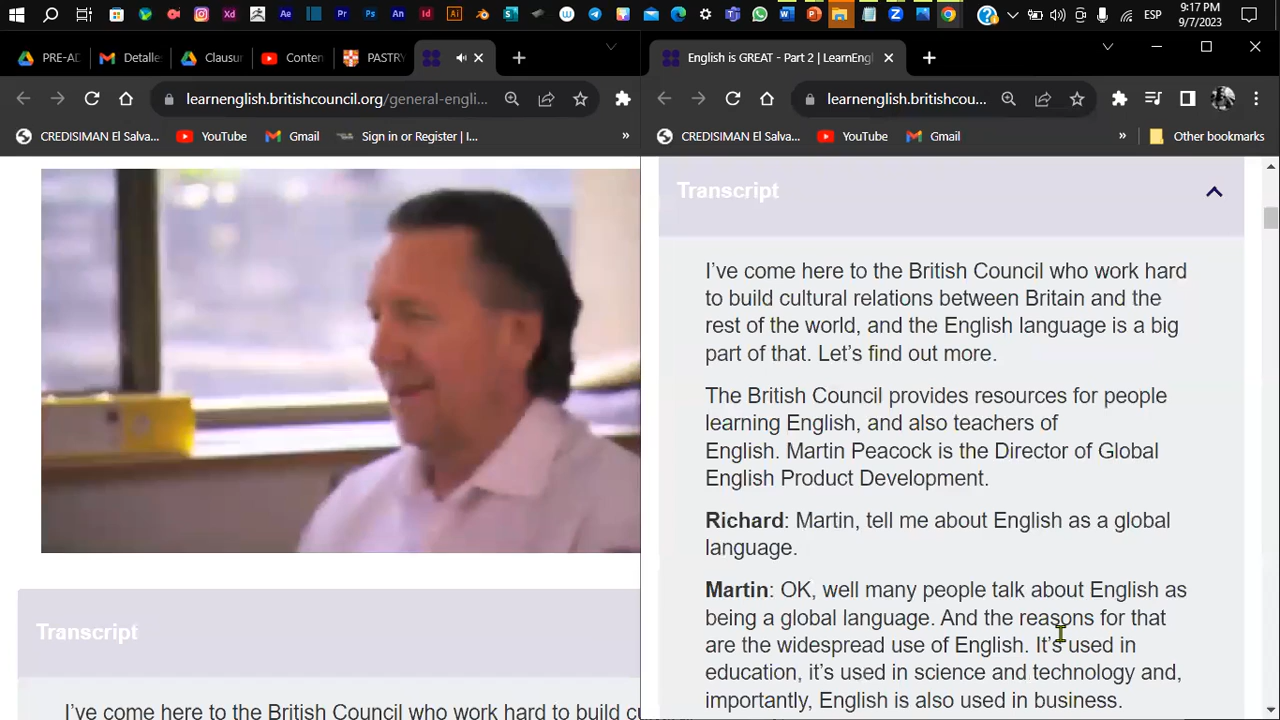 9:17 PM
ESP
9/7/2023
PRE-AD
Detalle
Clausu
Conten
PASTRY
English is GREAT - Part 2 | LearnEngl
learnenglish.britishcouncil.org/general-engli...
learnenglish.britishcou...
CREDISIMAN El Salva...
YouTube
Gmail
Sign in or Register | I...
»
CREDISIMAN El Salva...
YouTube
Gmail
»
Other bookmarks
Transcript
I've come here to the British Council who work hard to build cu
Transcript
I've come here to the British Council who work hard
to build cultural relations between Britain and the
rest of the world, and the English language is a big
part of that. Let's find out more.
The British Council provides resources for people
learning English, and also teachers of
English. Martin Peacock is the Director of Global
English Product Development.
Richard: Martin, tell me about English as a global
language.
Martin: OK, well many people talk about English as
being a global language. And the reasons for that
are the widespread use of English. It's used in
education, it's used in science and technology and,
importantly, English is also used in business.